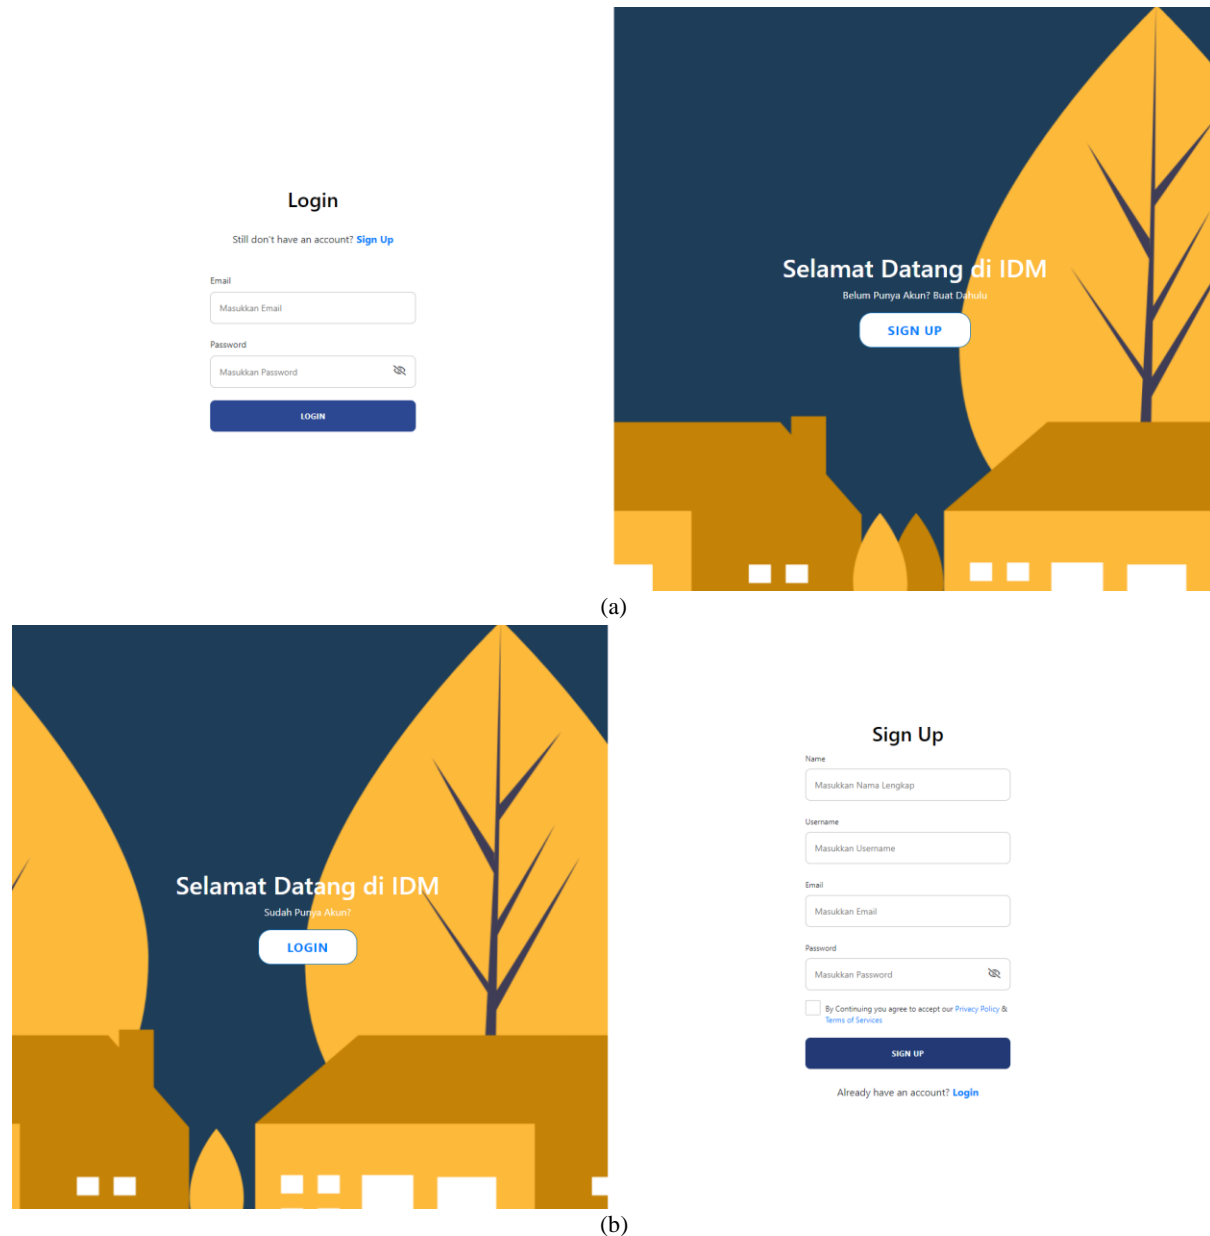 Login
Still don't have an account? Sign Up
Email
Masukkan Email
Password
Masukkan Password
LOGIN
Selamat Datang di IDM
Belum Punya Akun? Buat Dahulu
SIGN UP
(a)
Selamat Datang di IDM
Sudah Punya Akun?
LOGIN
Sign Up
Name
Masukkan Nama Lengkap
Username
Masukkan Username
Email
Masukkan Email
Password
Masukkan Password
By Continuing you agree to accept our Privacy Policy &
Terms of Services
SIGN UP
Already have an account? Login
(b)